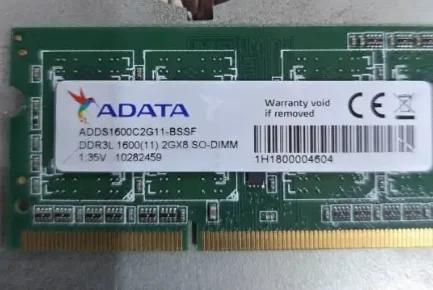 ADATA
ADDS1600C2G11-BSSF
DDR3L 1600(11) 2GX8 SO-DIMM
1.35V 10282459
Warranty void
if removed
CE
1H1800004604